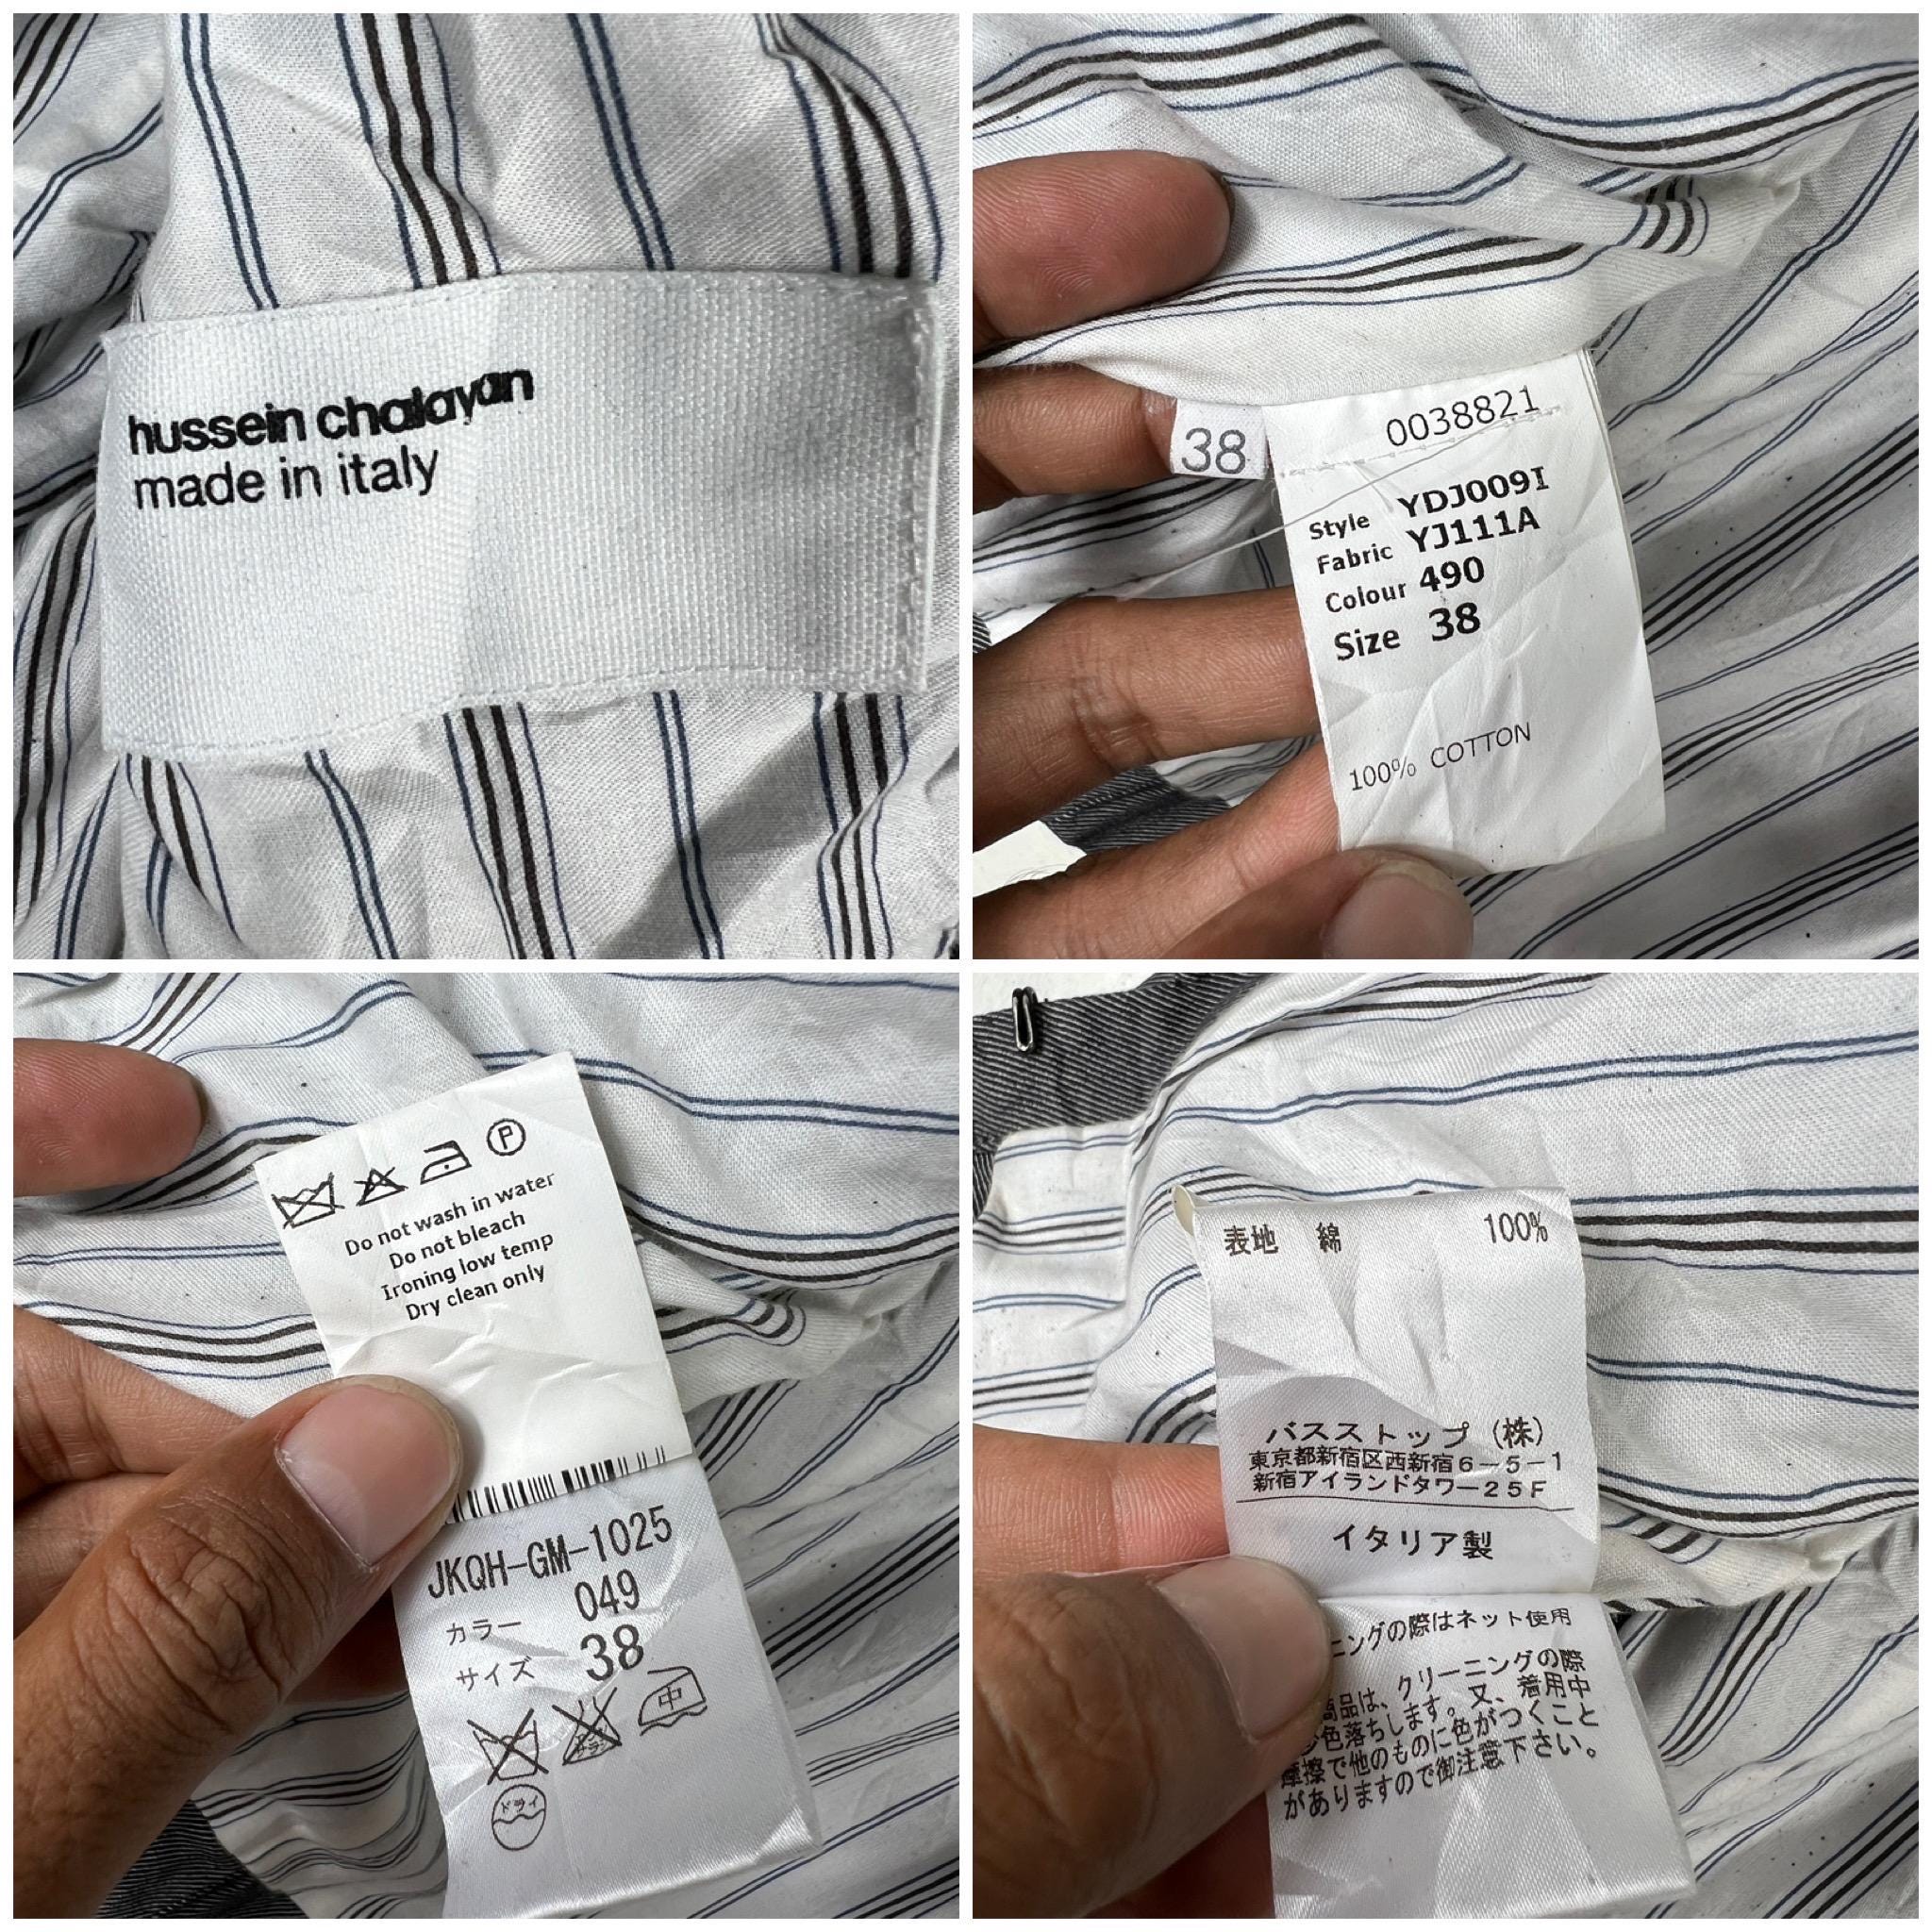 hussein chalayan
made in italy
38
0038821
Style YDJ009I
Fabric YJ111A
Colour 490
Size 38
100% COTTON
P
Do not wash in water
Do not bleach
Ironing low temp
Dry clean only
JKQH-GM-1025
カラー 049
サイズ 38
中
ドライ
表地 綿 100%
バスストップ(株)
東京都新宿区西新宿6-5-1
新宿アイランドタワー25F
イタリア製
ニングの際はネット使用
商品は、クリーニングの際
色落ちします。又、着用中
摩擦で他のものに色がつくこと
がありますので御注意下さい。